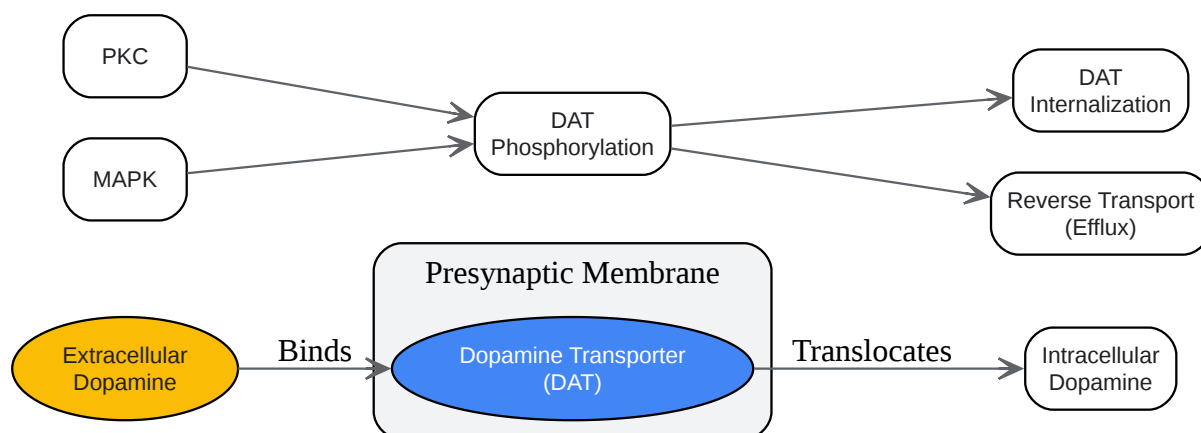 PKC
MAPK
DAT
Phosphorylation
DAT
Internalization
Reverse Transport
(Efflux)
Presynaptic Membrane
Extracellular
Dopamine
Binds
Dopamine Transporter
(DAT)
Translocates
Intracellular
Dopamine